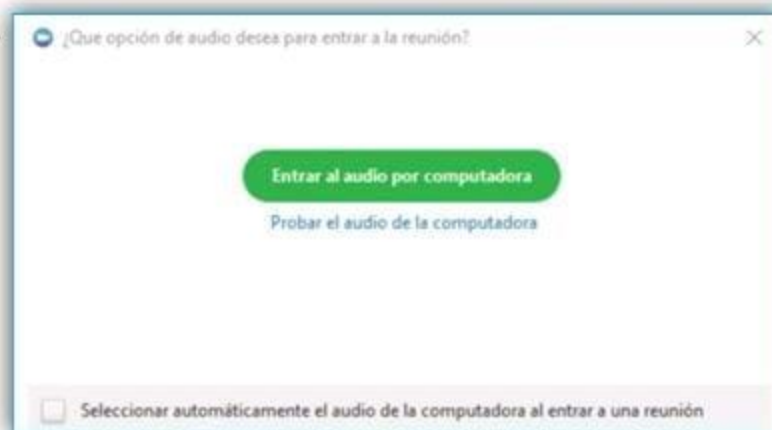 ¿Que opción de audio desea para entrar a la reunión?
Entrar al audio por computadora
Probar el audio de la computadora
Seleccionar automáticamente el audio de la computadora al entrar a una reunión